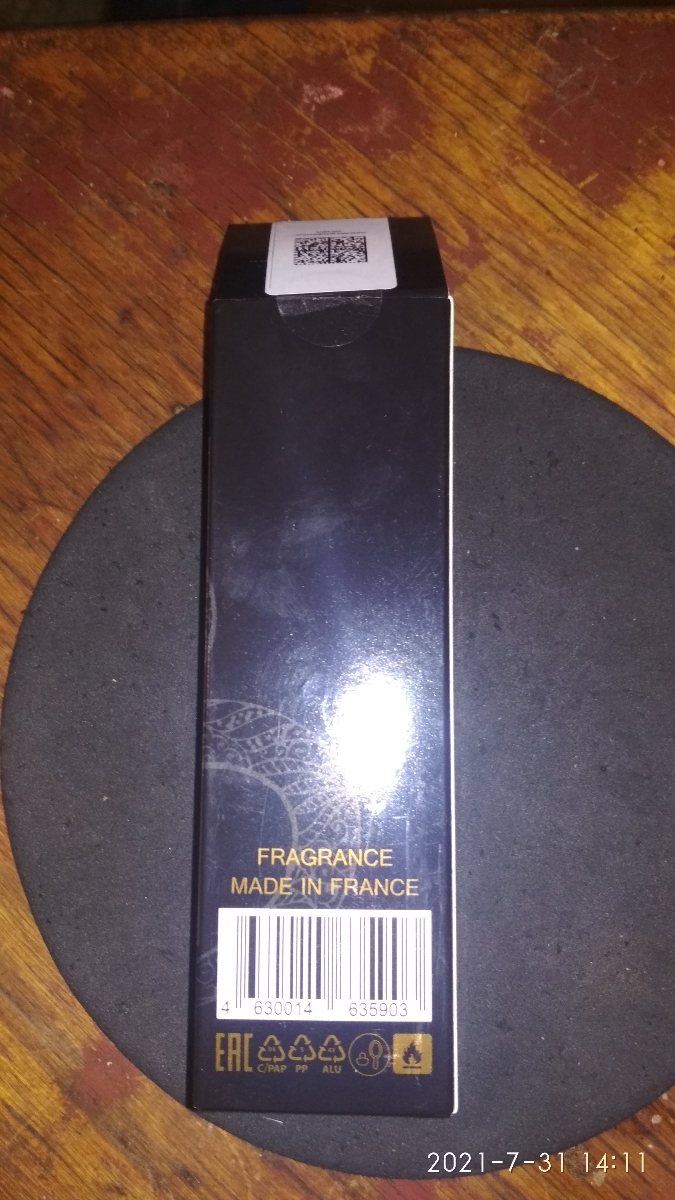 FRAGRANCE
MADE IN FRANCE
4 630014 635903
EAC
C/PAP PP ALU
2021-7-31 14:11